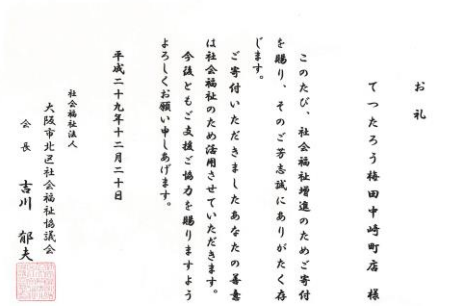 お礼
てつたろう梅田中崎町店 様
このたび、社会福祉増進のためご寄付
を賜り、そのご芳志誠にありがたく存
じます。
ご寄付いただきましたあなたの善意
は社会福祉のため活用させていただきます。
今後ともご支援ご協力を賜りますよう
よろしくお願い申しあげます。
平成二十九年十二月二十日
社会福祉法人
大阪市北区社会福祉協議会
会長 吉川 郁夫